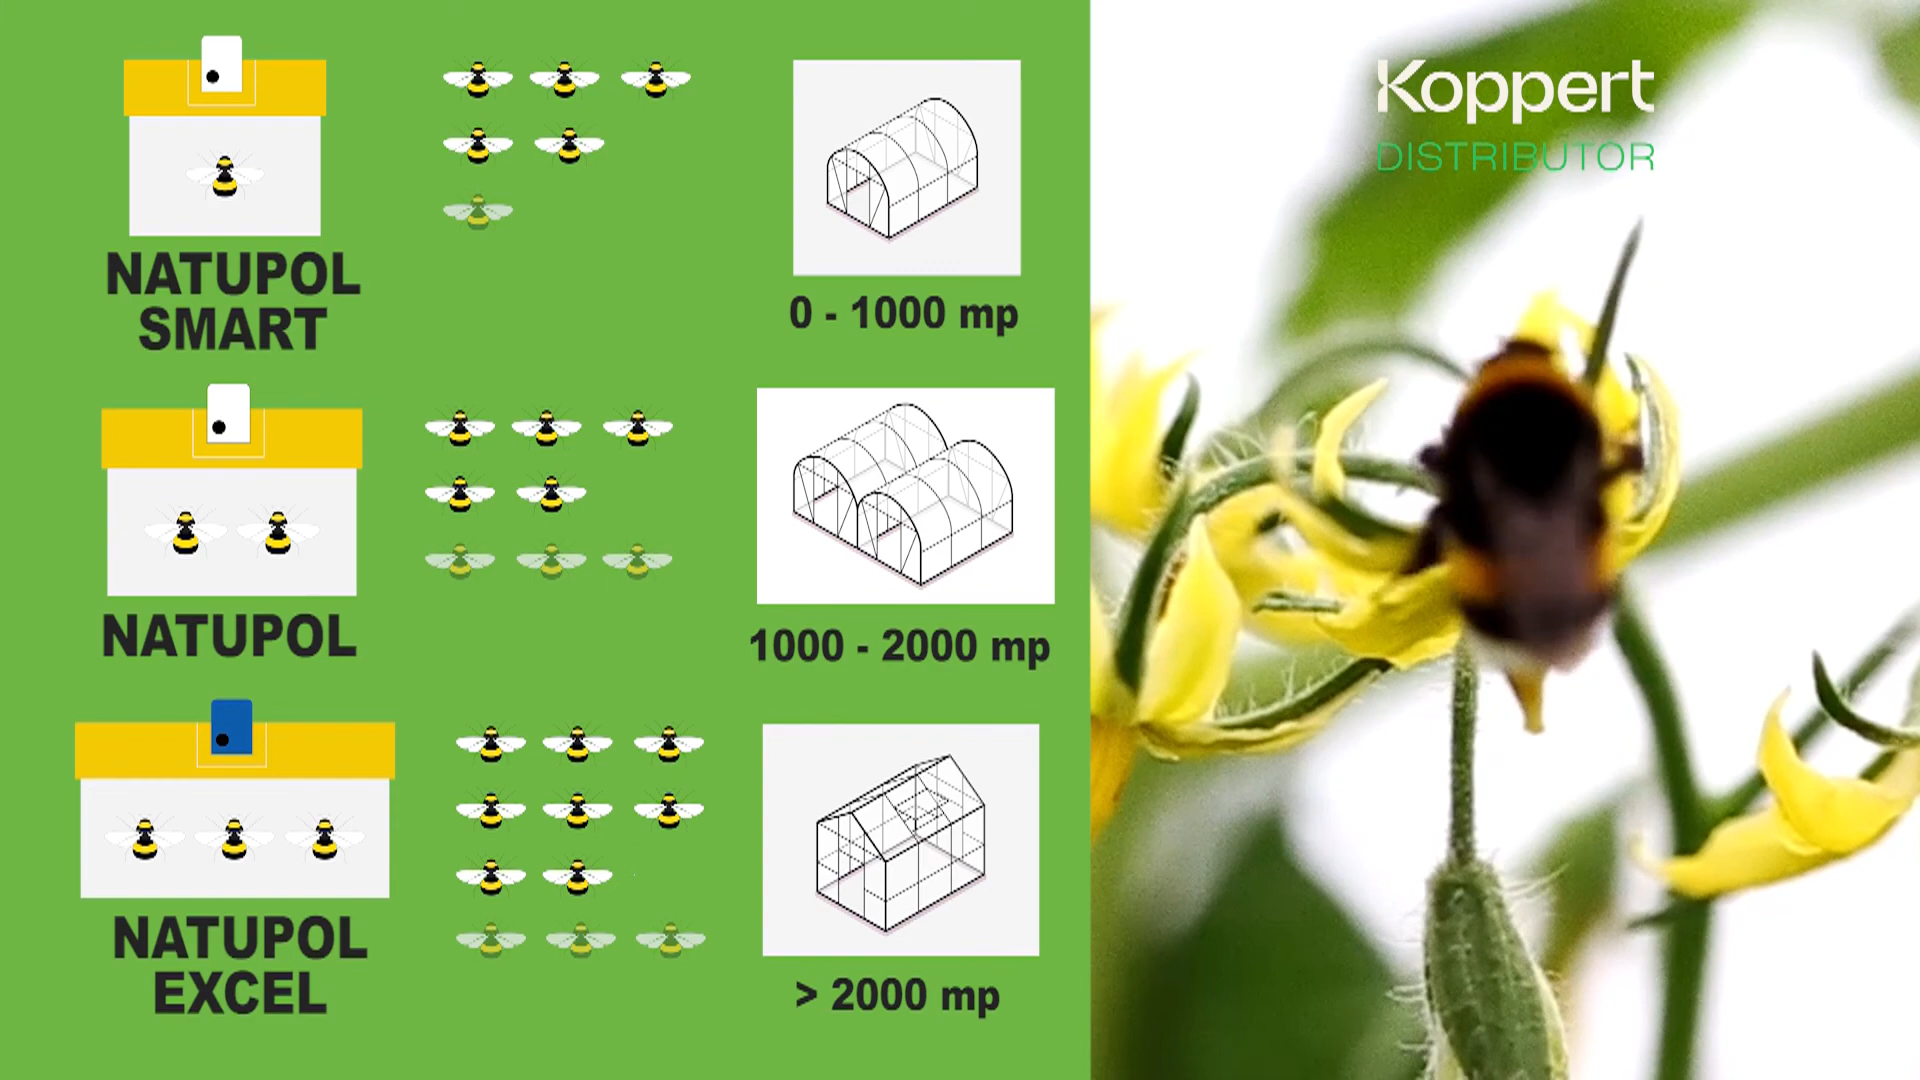 NATUPOL
SMART
0 - 1000 mp
NATUPOL
1000 - 2000 mp
NATUPOL
EXCEL
> 2000 mp
Koppert
DISTRIBUTOR